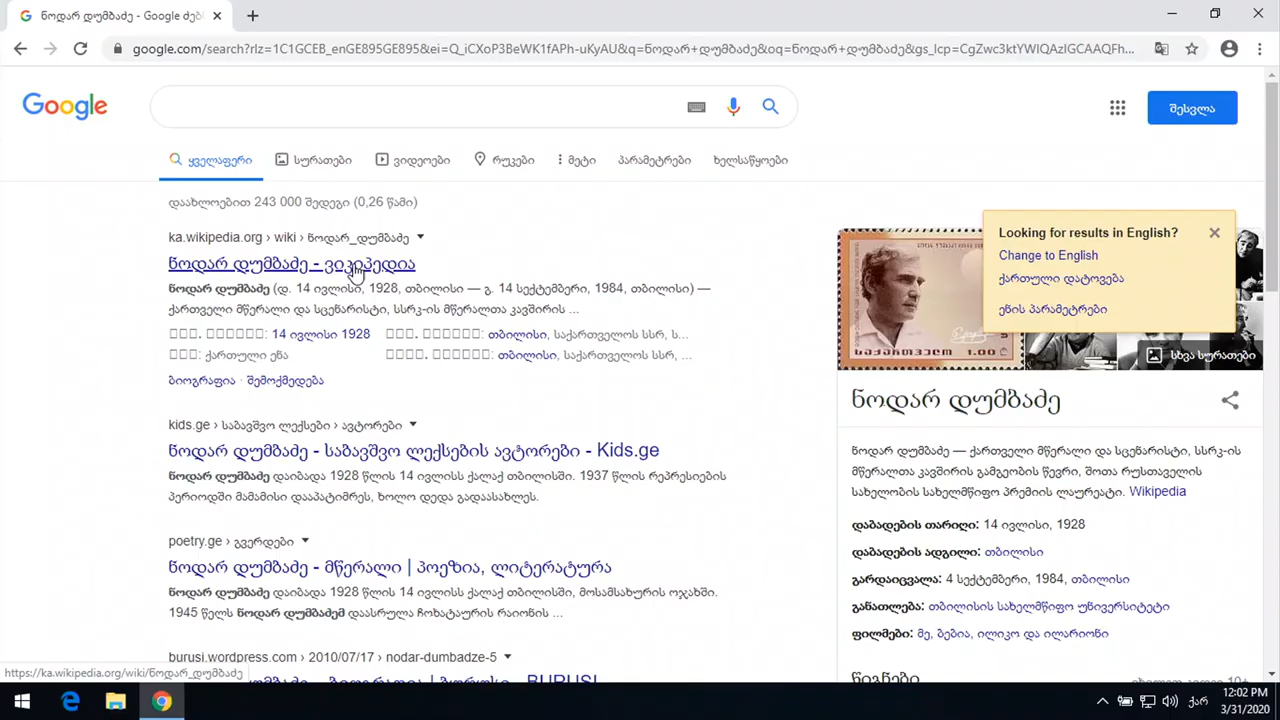 ნოდარ დუმბაძე - Google ძებ
google.com/search?rlz=1C1GCEB_enGE895GE895&ei=Q_iCXoP3BeWK1fAPh-uKyAU&q=ნოდარ+დუმბაძე&oq=ნოდარ+დუმბაძე&gs_lcp=CgZwc3ktYWIQAzIGCAAQFh...
Google
შესვლა
ყველაფერი
სურათები
ვიდეოები
რუკები
მეტი
პარამეტრები
ხელსაწყოები
დაახლოებით 243 000 შედეგი (0,26 წამი)
ka.wikipedia.org › wiki › ნოდარ_დუმბაძე
ნოდარ დუმბაძე - ვიკიპედია
ნოდარ დუმბაძე (დ. 14 ივლისი, 1928, თბილისი — გ. 14 სექტემბერი, 1984, თბილისი) —
ქართველი მწერალი და სცენარისტი, სსრკ-ის მწერალთა კავშირის ...
14 ივლისი 1928
თბილისი, საქართველოს სსრ, ს...
ქართული ენა
თბილისი, საქართველოს სსრ, ...
ბიოგრაფია · შემოქმედება
kids.ge › საბავშვო ლექსები › ავტორები
ნოდარ დუმბაძე - საბავშვო ლექსების ავტორები - Kids.ge
ნოდარ დუმბაძე დაიბადა 1928 წლის 14 ივლისს ქალაქ თბილისში. 1937 წლის რეპრესიების
პერიოდში მამამისი დააპატიმრეს, ხოლო დედა გადაასახლეს.
poetry.ge › გვერდები
ნოდარ დუმბაძე - მწერალი | პოეზია, ლიტერატურა
ნოდარ დუმბაძე დაიბადა 1928 წლის 14 ივლისს ქალაქ თბილისში, მოსამსახურის ოჯახში.
1945 წელს ნოდარ დუმბაძემ დაასრულა ჩოხატაურის რაიონის ...
burusi.wordpress.com › 2010/07/17 › nodar-dumbadze-5
https://ka.wikipedia.org/wiki/ნოდარ_დუმბაძე
Looking for results in English?
Change to English
ქართული დატოვება
ენის პარამეტრები
საქართველო 1.00
სხვა სურათები
ნოდარ დუმბაძე
ნოდარ დუმბაძე — ქართველი მწერალი და სცენარისტი, სსრკ-ის
მწერალთა კავშირის გამგეობის წევრი, შოთა რუსთაველის
სახელობის სახელმწიფო პრემიის ლაურეატი. Wikipedia
დაბადების თარიღი: 14 ივლისი, 1928
დაბადების ადგილი: თბილისი
გარდაიცვალა: 4 სექტემბერი, 1984, თბილისი
განათლება: თბილისის სახელმწიფო უნივერსიტეტი
ფილმები: მე, ბებია, ილიკო და ილარიონი
წიგნები
ქარ
12:02 PM
3/31/2020